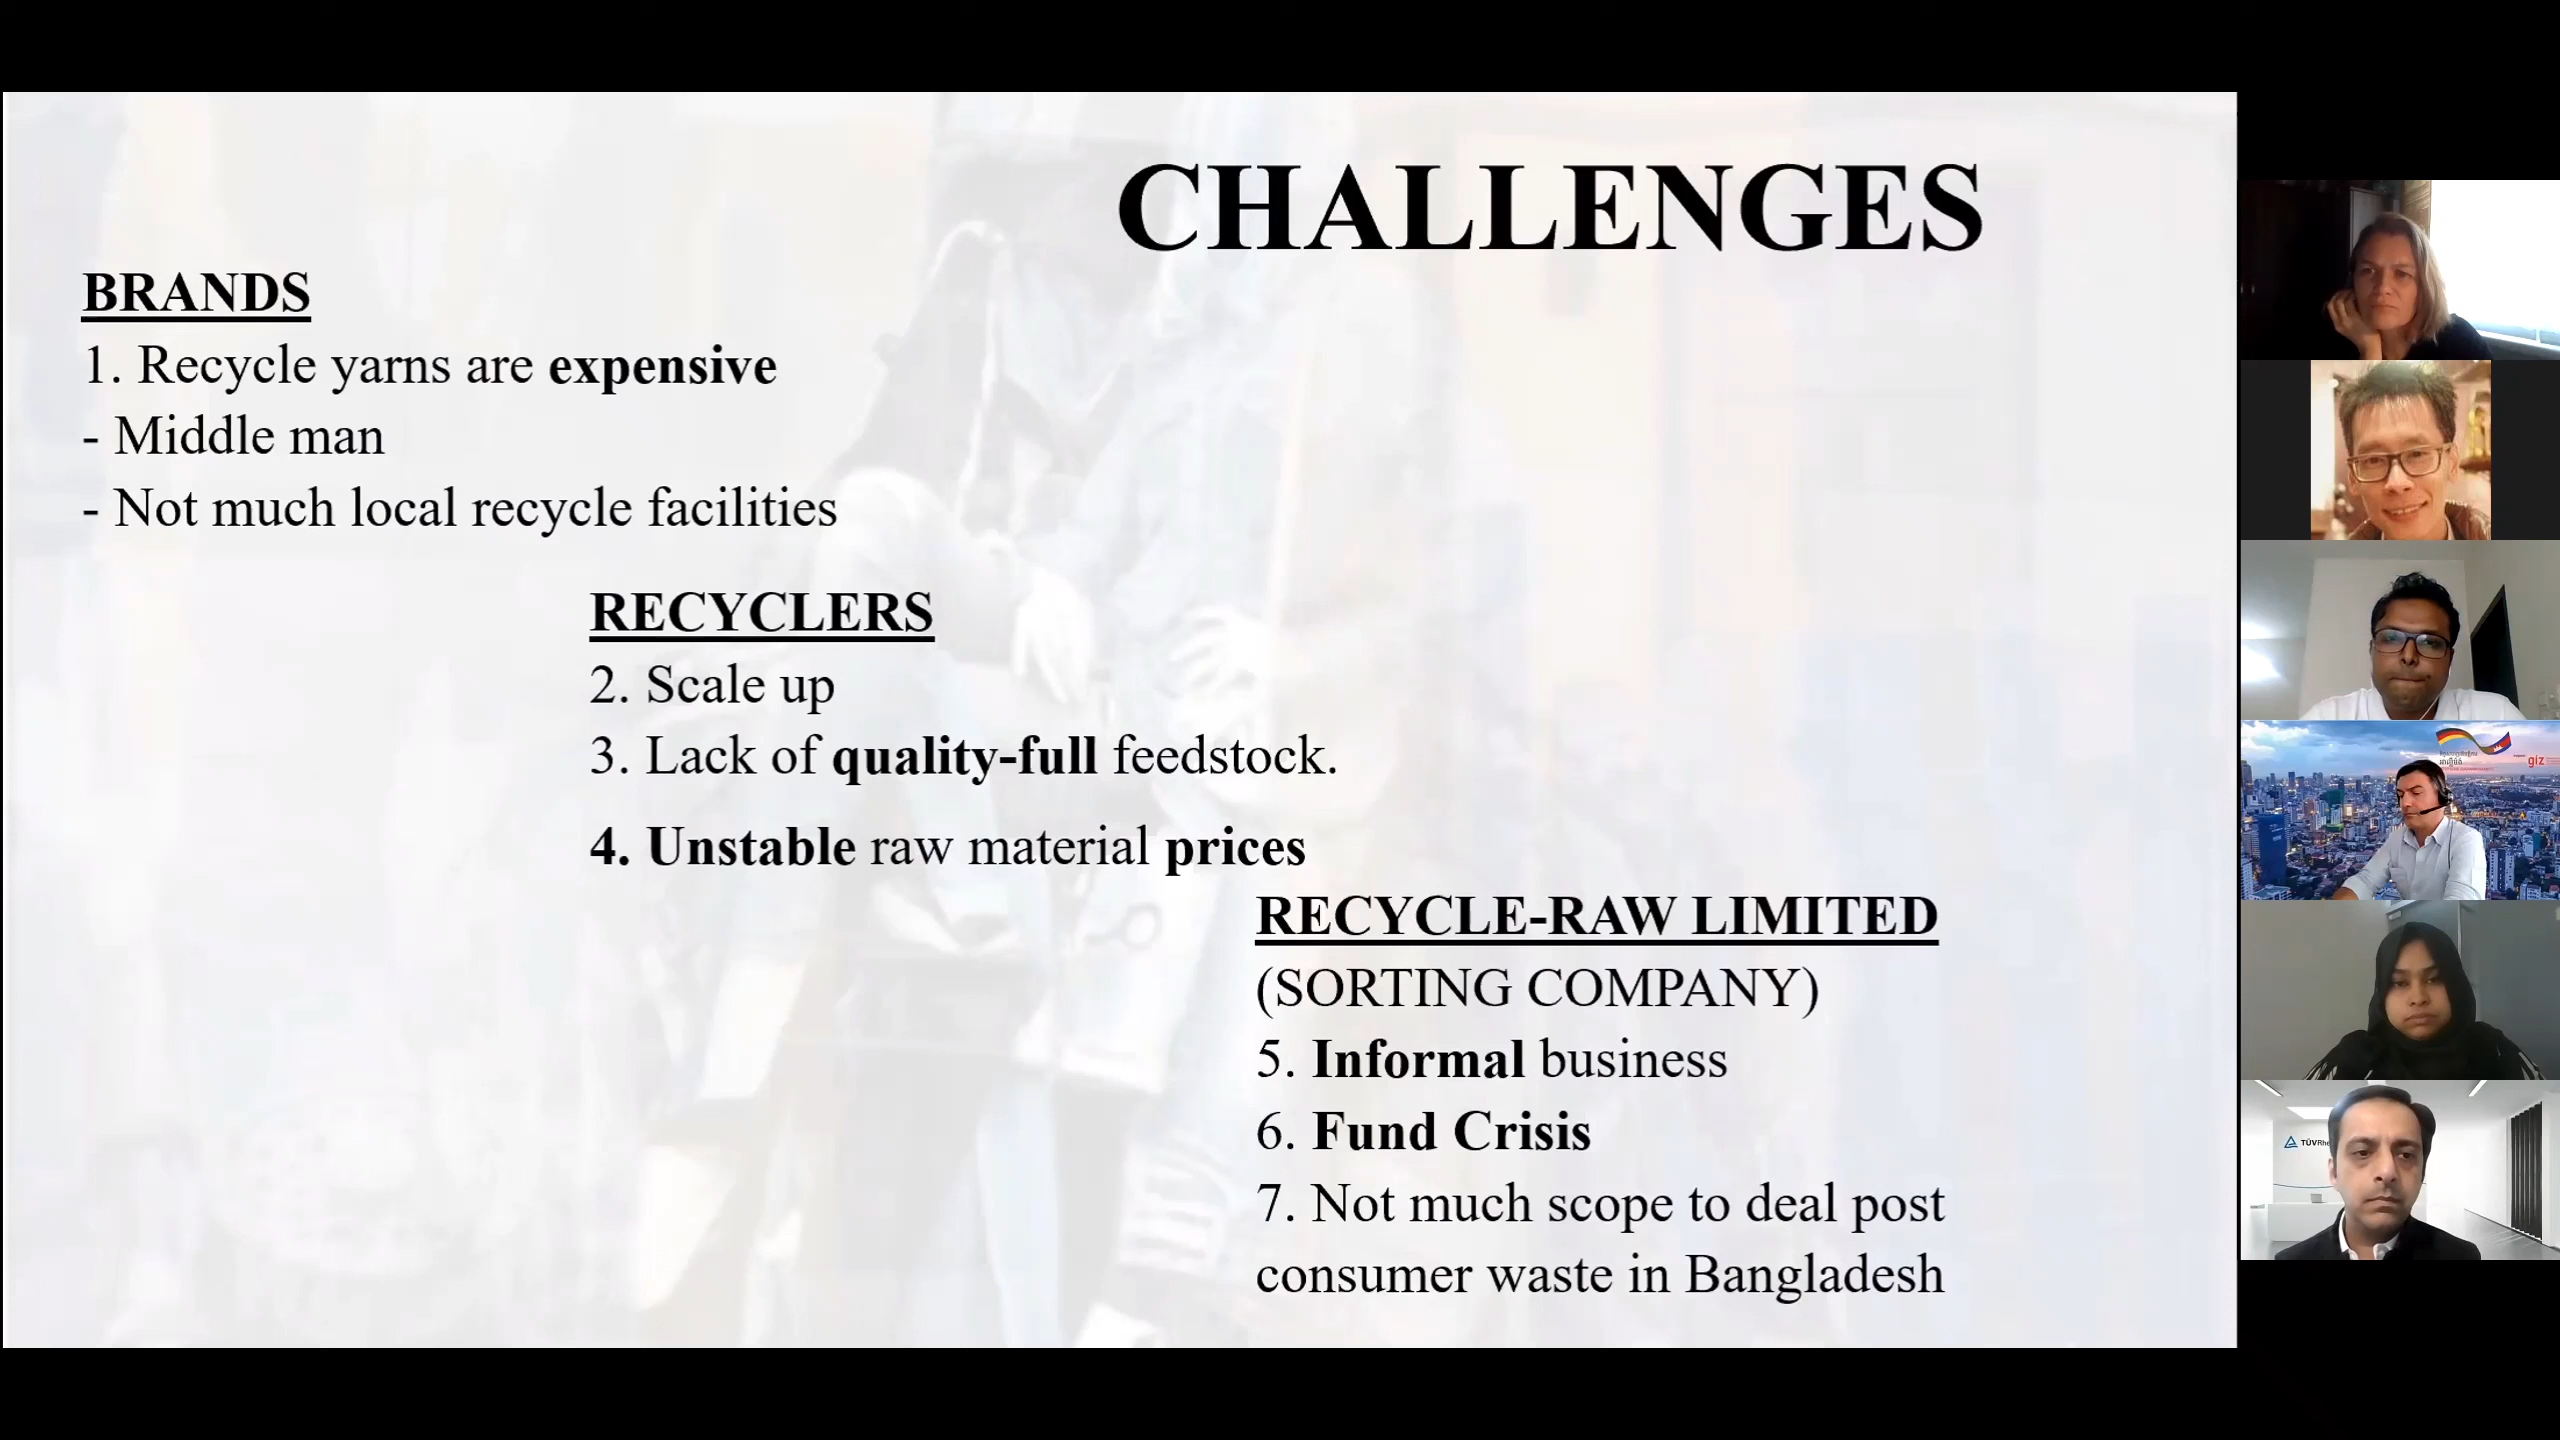 CHALLENGES
BRANDS
1. Recycle yarns are expensive
- Middle man
- Not much local recycle facilities
RECYCLERS
2. Scale up
3. Lack of quality-full feedstock.
4. Unstable raw material prices
RECYCLE-RAW LIMITED
(SORTING COMPANY)
5. Informal business
6. Fund Crisis
7. Not much scope to deal post
consumer waste in Bangladesh
giz
TÜVRhe